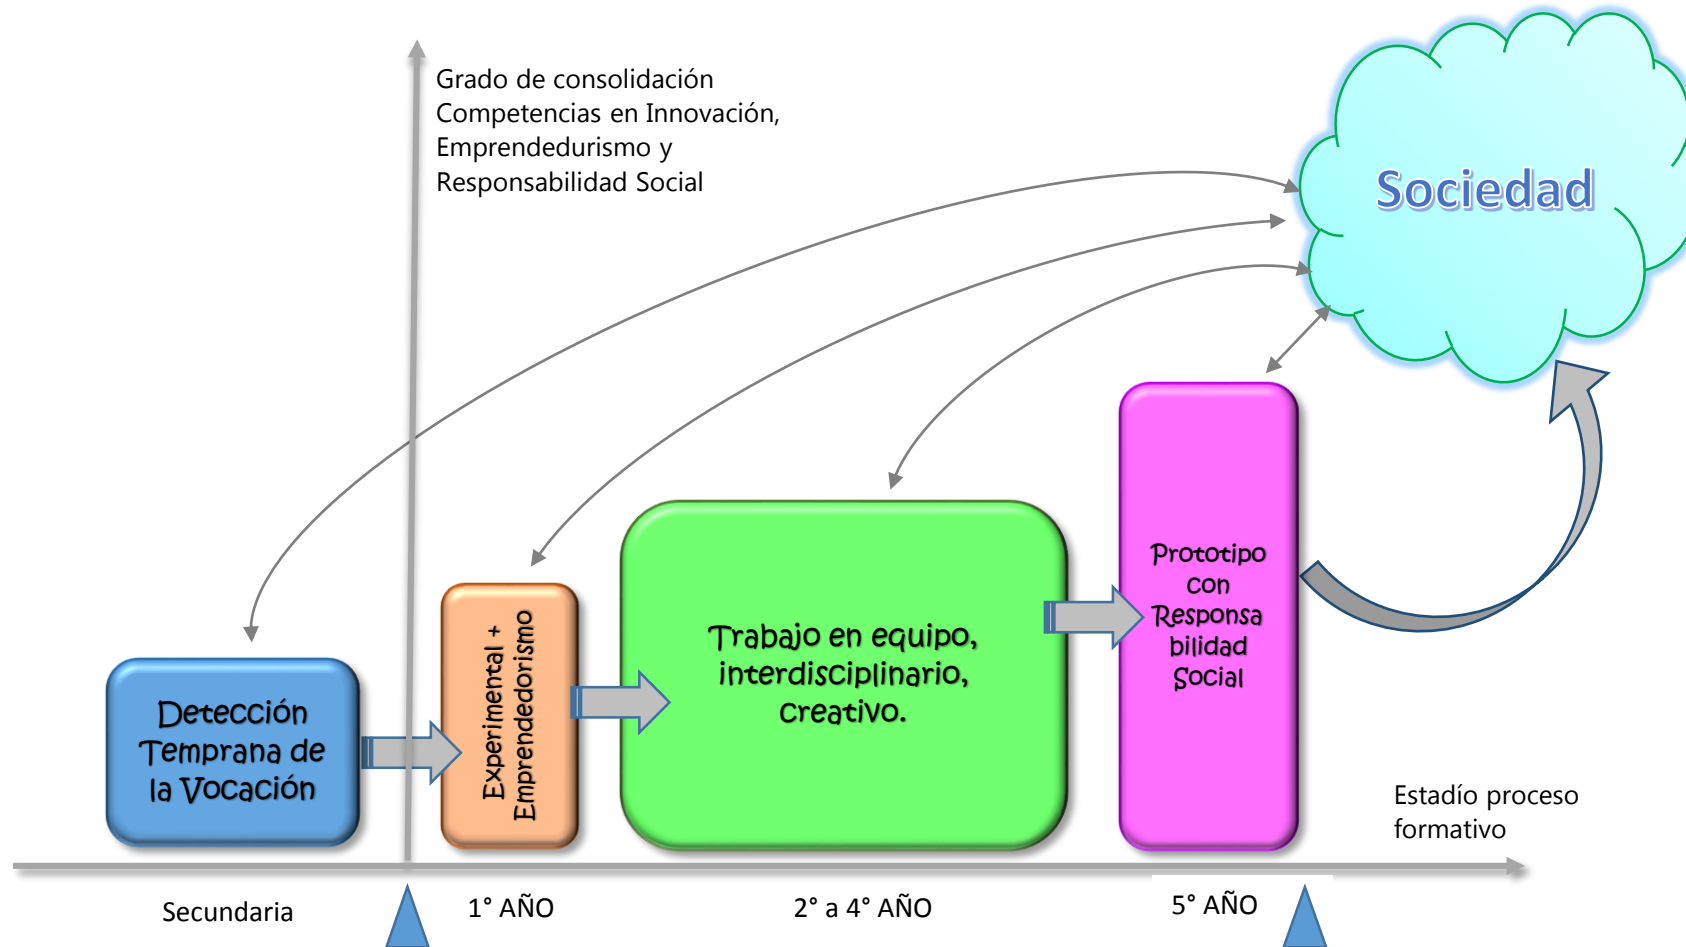 Grado de consolidación
Competencias en Innovación,
Emprendedurismo y
Responsabilidad Social
Sociedad
Detección
Temprana de
la Vocación
Experimental +
Emprendedorismo
Trabajo en equipo,
interdisciplinario,
creativo.
Prototipo
con
Responsa
bilidad
Social
Estadío proceso
formativo
Secundaria
1° AÑO
2° a 4° AÑO
5° AÑO